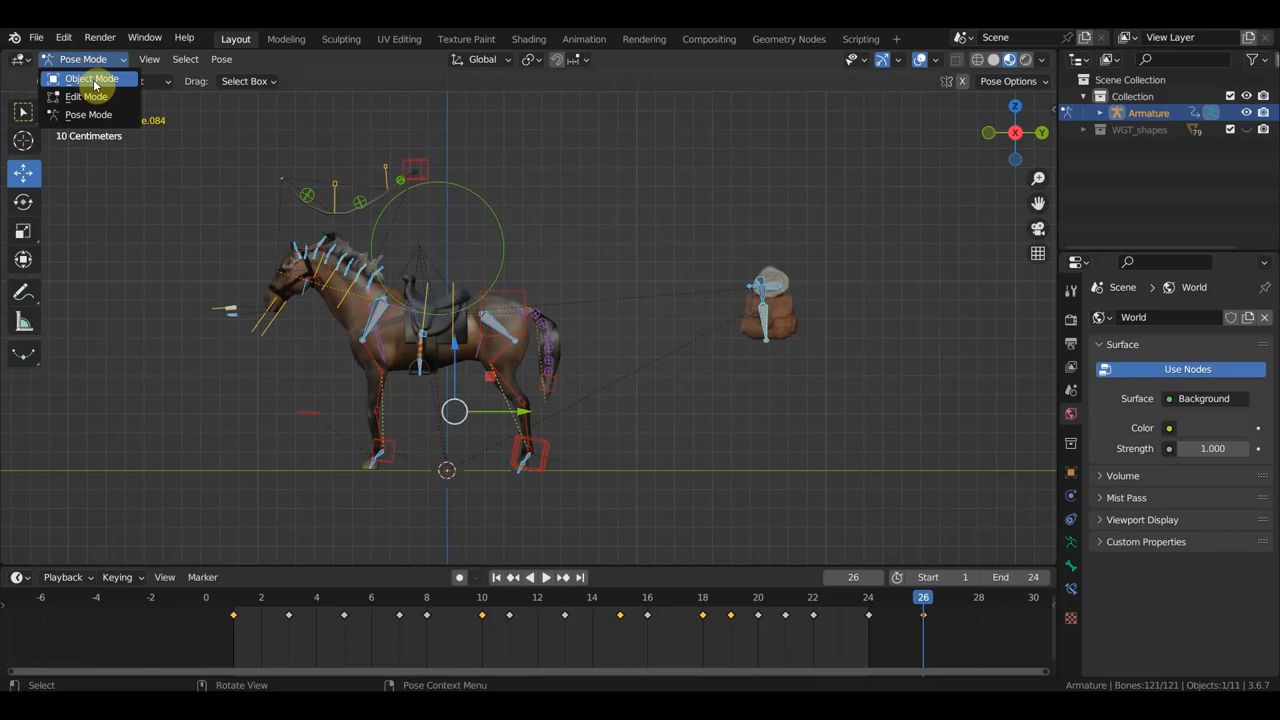 File Edit Render Window Help Layout Modeling Sculpting UV Editing Texture Paint Shading Animation Rendering Compositing Geometry Nodes Scripting Scene View Layer
Pose Mode View Select Pose Global Scene Collection
Object Mode Drag: Select Box Pose Options Collection
Edit Mode Armature
Pose Mode .084 WGT_shapes 79
10 Centimeters
X Y Z
Scene World
World
Surface
Use Nodes
Surface Background
Color
Strength 1.000
Volume
Mist Pass
Viewport Display
Custom Properties
Playback Keying View Marker 26 Start 1 End 24
-6 -4 -2 0 2 4 6 8 10 12 14 16 18 20 22 24 26 28 30
Select Rotate View Pose Context Menu Armature | Bones:121/121 | Objects:1/11 | 3.6.7